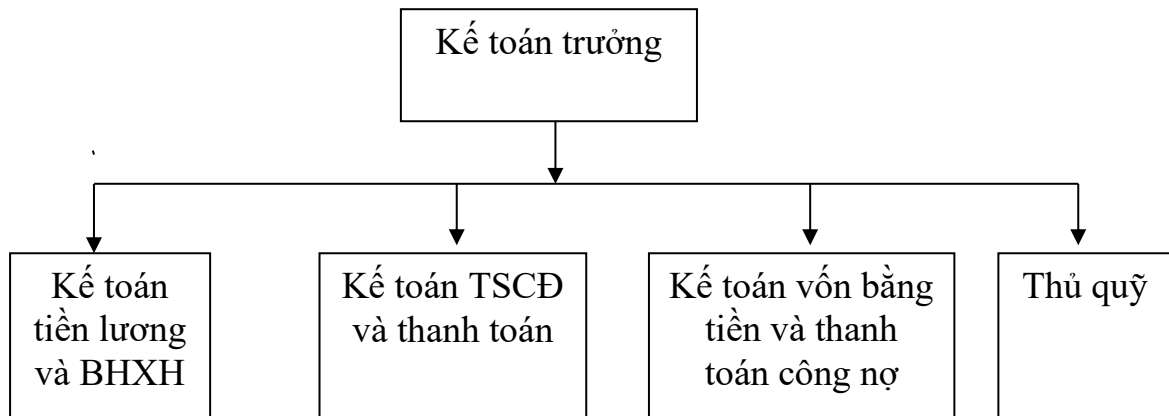 Kế toán trưởng
Kế toán
tiền lương
và BHXH
Kế toán TSCĐ
và thanh toán
Kế toán vốn bằng
tiền và thanh
toán công nợ
Thủ quỹ